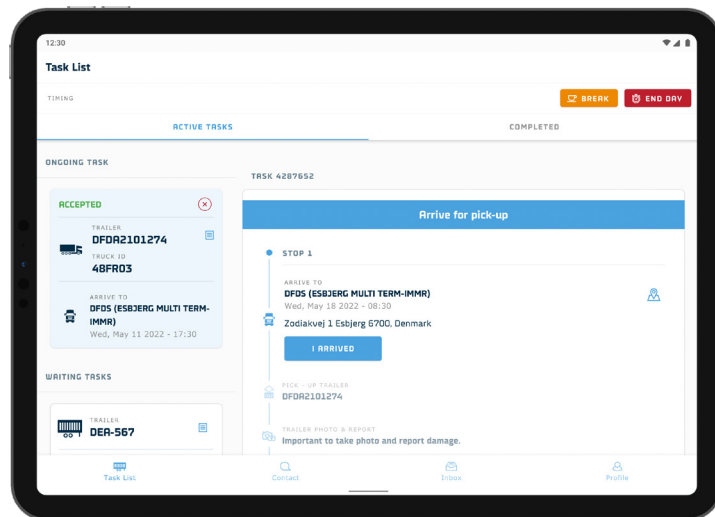 12:30
Task List
TIMING
BREAK
END DAY
ACTIVE TASKS
COMPLETED
ONGOING TASK
ACCEPTED
TRAILER
DFDA2101274
TRUCK ID
4BFR03
ARRIVE TO
DFDS (ESBJERG MULTI TERM-
IMMR)
Wed, May 11 2022 - 17:30
WAITING TASKS
TRAILER
DEA-567
TASK 4287652
Arrive for pick-up
STOP 1
ARRIVE TO
DFDS (ESBJERG MULTI TERM-IMMR)
Wed, May 18 2022 - 08:30
Zodiakvej 1 Esbjerg 6700, Denmark
I ARRIVED
PICK - UP TRAILER
DFDA2101274
TRAILER PHOTO & REPORT
Important to take photo and report damage.
Task List
Contact
Inbox
Profile